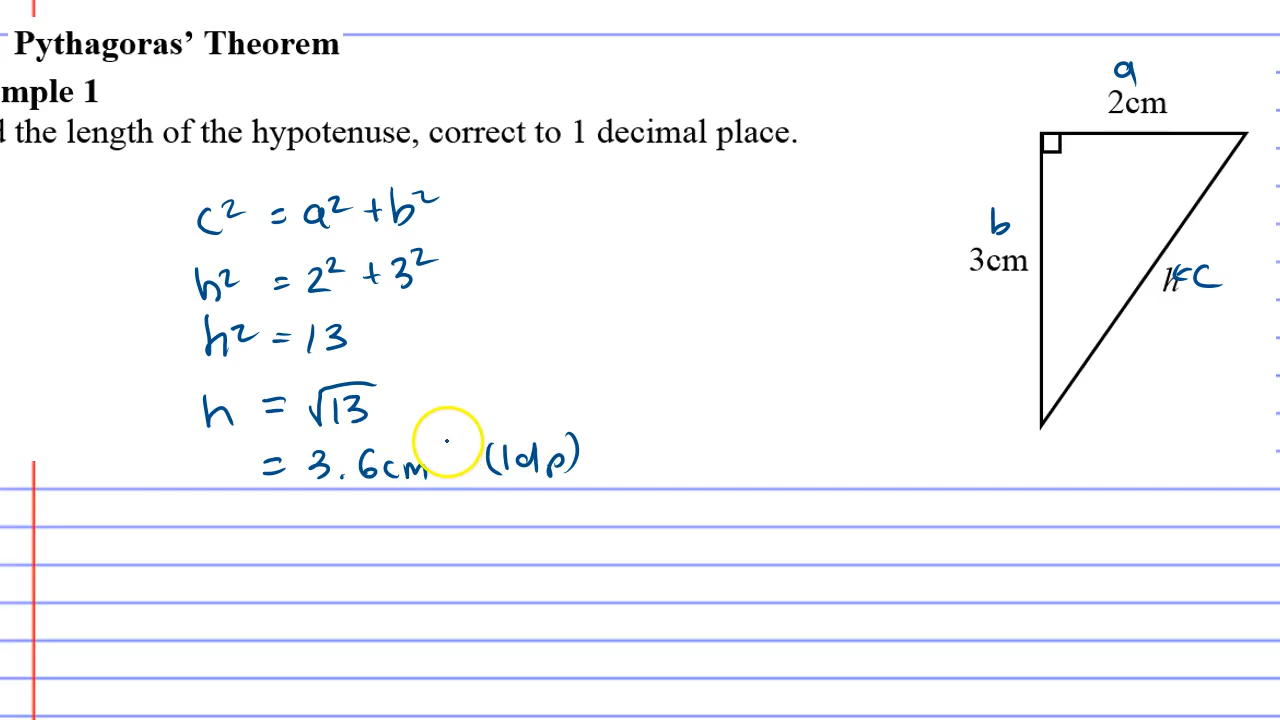 Pythagoras' Theorem
mple 1
d the length of the hypotenuse, correct to 1 decimal place.
c² = a² + b²
h² = 2² + 3²
h² = 13
h = √13
= 3.6cm (1dp)
a
2cm
b
3cm
h C